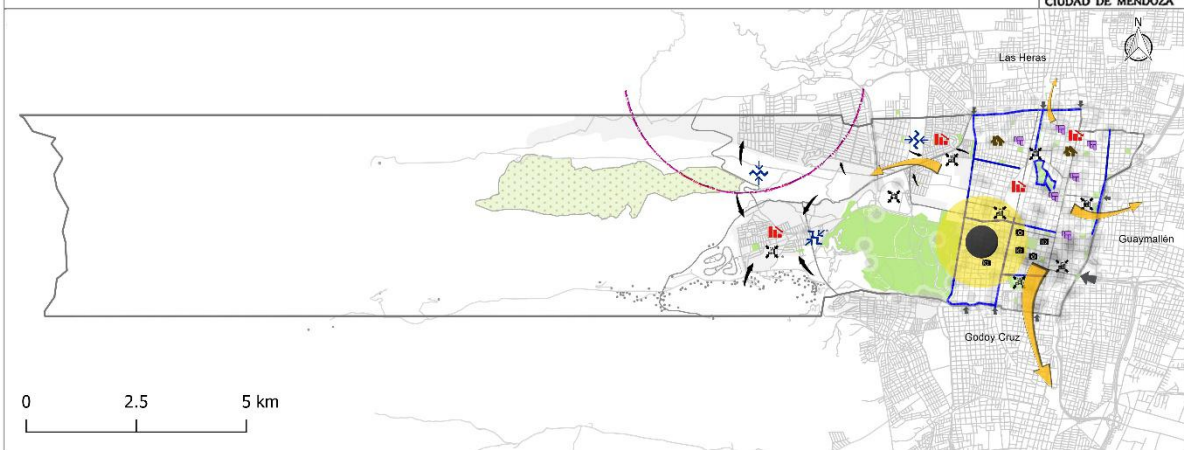 CIUDAD DE MENDOZA
N
Las Heras
Guaymallén
Godoy Cruz
0 2.5 5 km